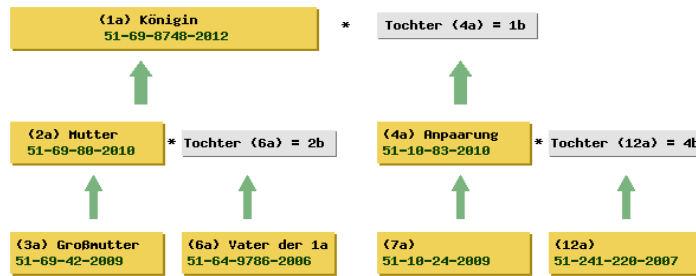 (1a) Königin
51-69-8748-2012
*
Tochter (4a) = 1b
(2a) Mutter
51-69-80-2010
*
Tochter (6a) = 2b
(4a) Anpaarung
51-10-83-2010
*
Tochter (12a) = 4b
(3a) Großmutter
51-69-42-2009
(6a) Vater der 1a
51-64-9786-2006
(7a)
51-10-24-2009
(12a)
51-241-220-2007